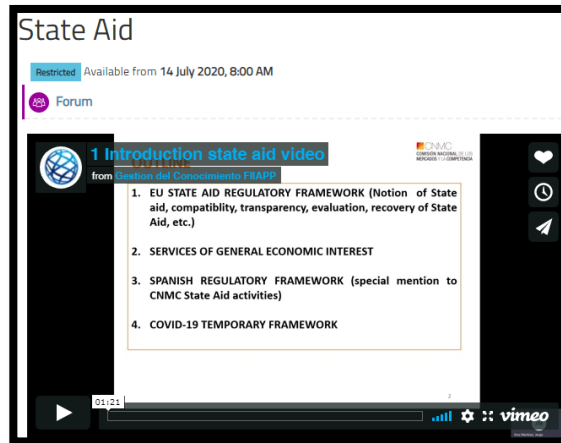 State Aid
Restricted Available from 14 July 2020, 8:00 AM
Forum
1 Introduction state aid video
from Gestion del Conocimiento FIIAPP
CNMC
COMISIÓN NACIONAL DE LOS
MERCADOS Y LA COMPETENCIA
1. EU STATE AID REGULATORY FRAMEWORK (Notion of State
aid, compatiblity, transparency, evaluation, recovery of State
Aid, etc.)
2. SERVICES OF GENERAL ECONOMIC INTEREST
3. SPANISH REGULATORY FRAMEWORK (special mention to
CNMC State Aid activities)
4. COVID-19 TEMPORARY FRAMEWORK
2
01:21
vimeo